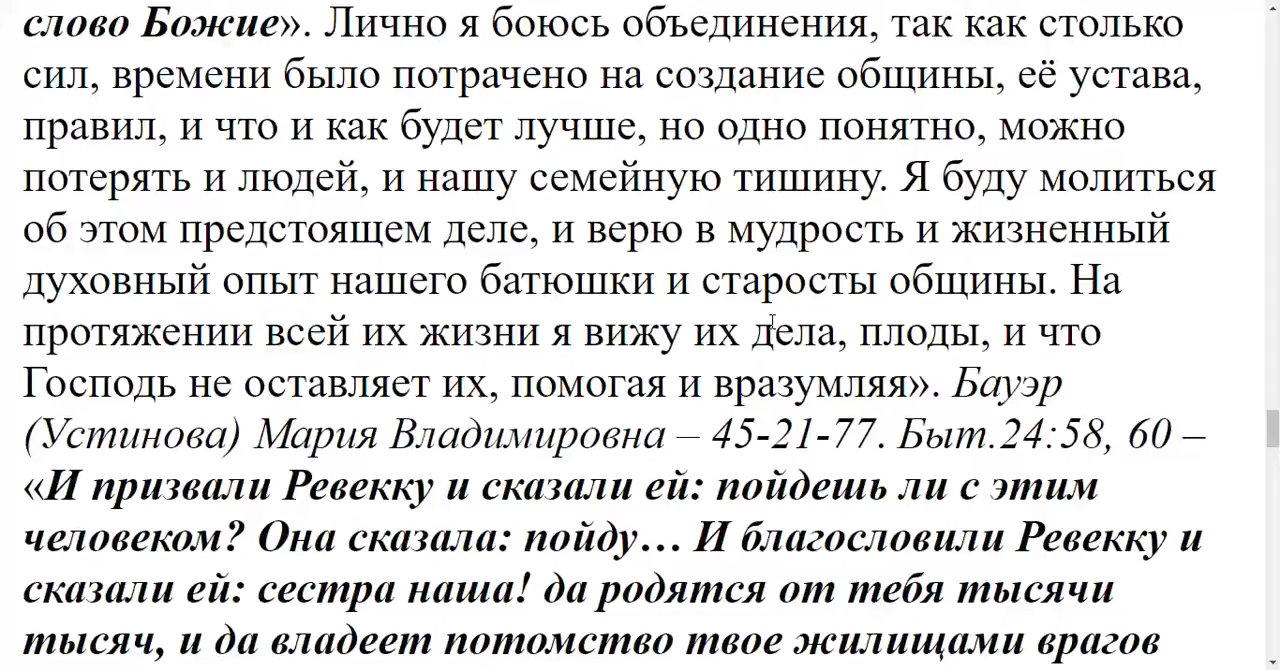 слово Божие». Лично я боюсь объединения, так как столько
сил, времени было потрачено на создание общины, её устава,
правил, и что и как будет лучше, но одно понятно, можно
потерять и людей, и нашу семейную тишину. Я буду молиться
об этом предстоящем деле, и верю в мудрость и жизненный
духовный опыт нашего батюшки и старосты общины. На
протяжении всей их жизни я вижу их дела, плоды, и что
Господь не оставляет их, помогая и вразумляя». Бауэр
(Устинова) Мария Владимировна – 45-21-77. Быт.24:58, 60 –
«И призвали Ревекку и сказали ей: пойдешь ли с этим
человеком? Она сказала: пойду… И благословили Ревекку и
сказали ей: сестра наша! да родятся от тебя тысячи
тысяч, и да владеет потомство твое жилищами врагов